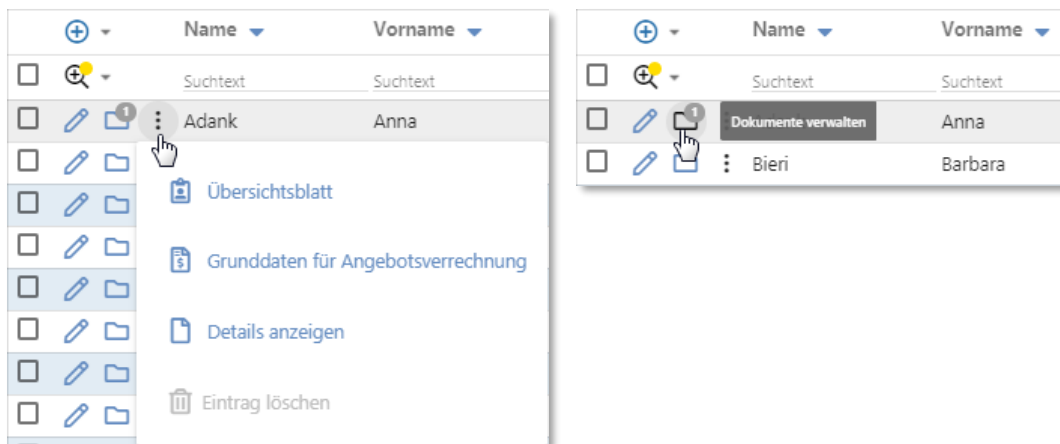 Name Vorname
Suchtext Suchtext
1 Adank Anna
Übersichtsblatt
Grunddaten für Angebotsverrechnung
Details anzeigen
Eintrag löschen
Name Vorname
Suchtext Suchtext
1 Dokumente verwalten Anna
Bieri Barbara